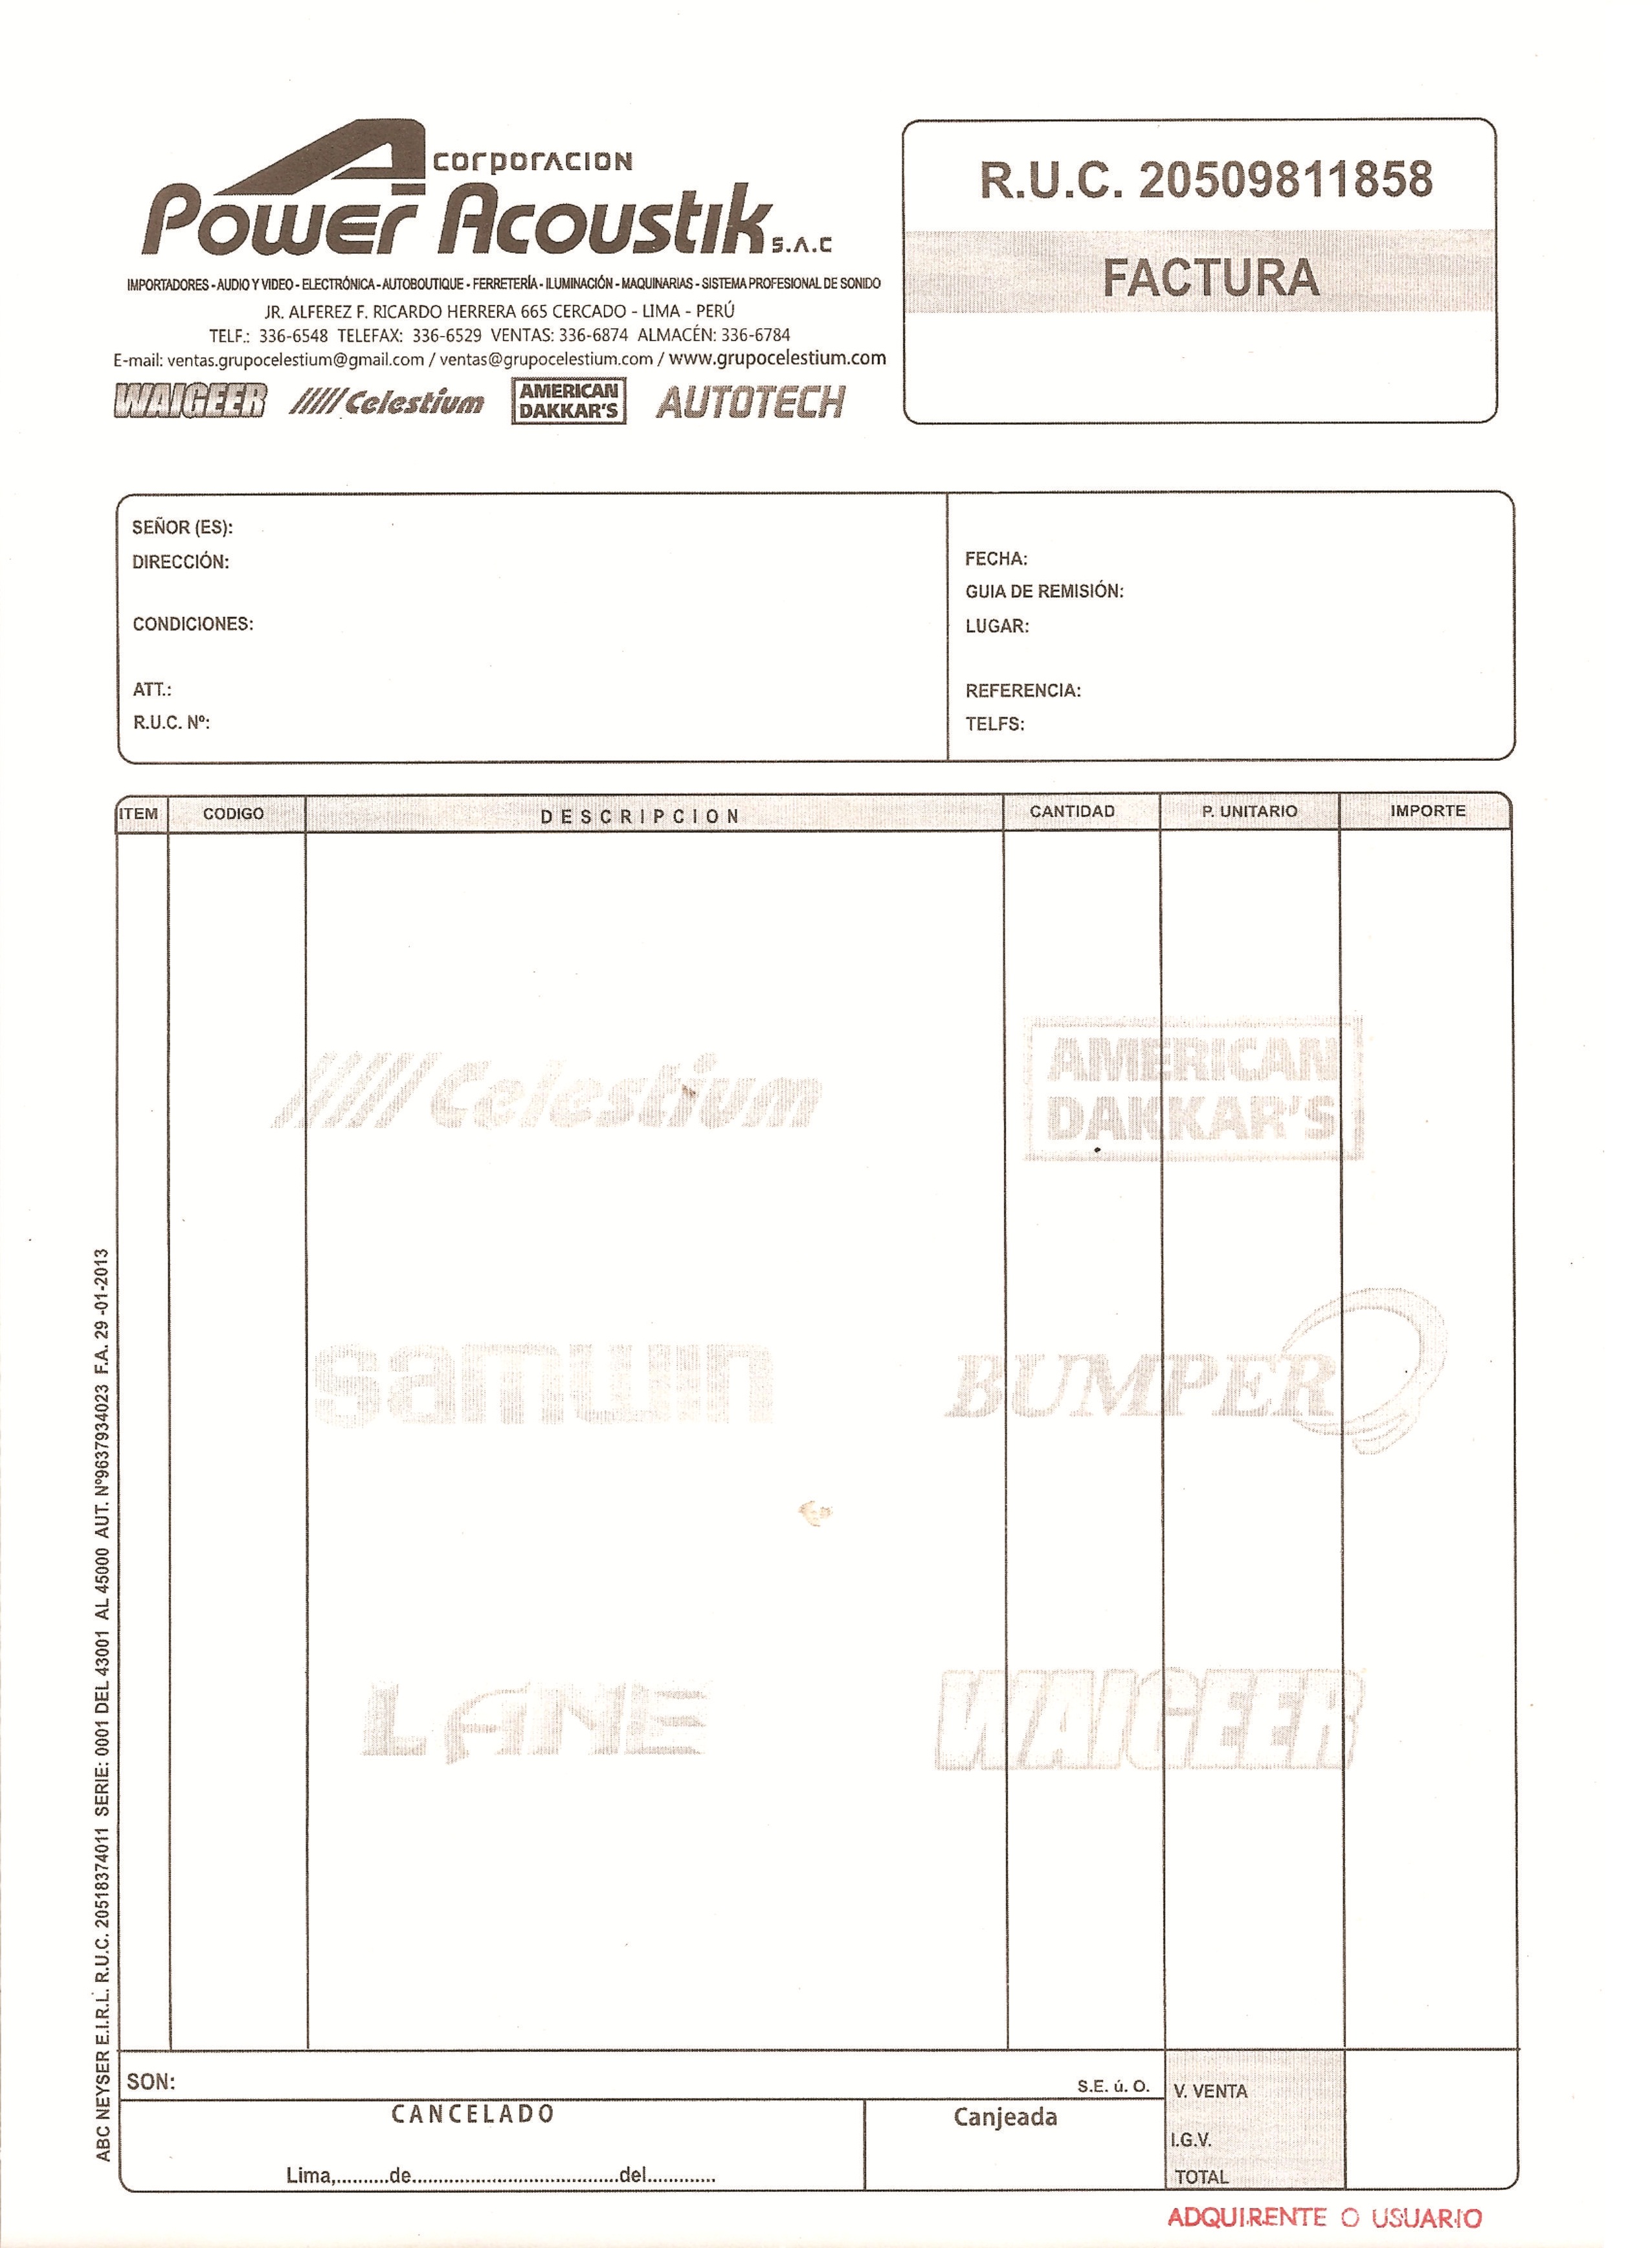 CORPORACION
Power Acoustik S.A.C
IMPORTADORES - AUDIO Y VIDEO - ELECTRÓNICA - AUTOBOUTIQUE - FERRETERÍA - ILUMINACIÓN - MAQUINARIAS - SISTEMA PROFESIONAL DE SONIDO
JR. ALFEREZ F. RICARDO HERRERA 665 CERCADO - LIMA - PERÚ
TELF.: 336-6548 TELEFAX: 336-6529 VENTAS: 336-6874 ALMACÉN: 336-6784
E-mail: ventas.grupocelestium@gmail.com / ventas@grupocelestium.com / www.grupocelestium.com
WAIGEER Celestium AMERICAN DAKKAR'S AUTOTECH
R.U.C. 20509811858
FACTURA
SEÑOR (ES):
DIRECCIÓN:
CONDICIONES:
ATT.:
R.U.C. Nº:
FECHA:
GUIA DE REMISIÓN:
LUGAR:
REFERENCIA:
TELFS:
ITEM CODIGO DESCRIPCION CANTIDAD P. UNITARIO IMPORTE
Celestium
AMERICAN
DAKKAR'S
samwin
BUMPER
LANE
WAIGEER
ABC NEYSER E.I.R.L. R.U.C. 20518374011 SERIE: 0001 DEL 43001 AL 45000 AUT. Nº9637934023 F.A. 29 -01-2013
SON: S.E. ú. O.
CANCELADO
Lima,..........de.......................................del.............
Canjeada
V. VENTA
I.G.V.
TOTAL
ADQUIRENTE O USUARIO